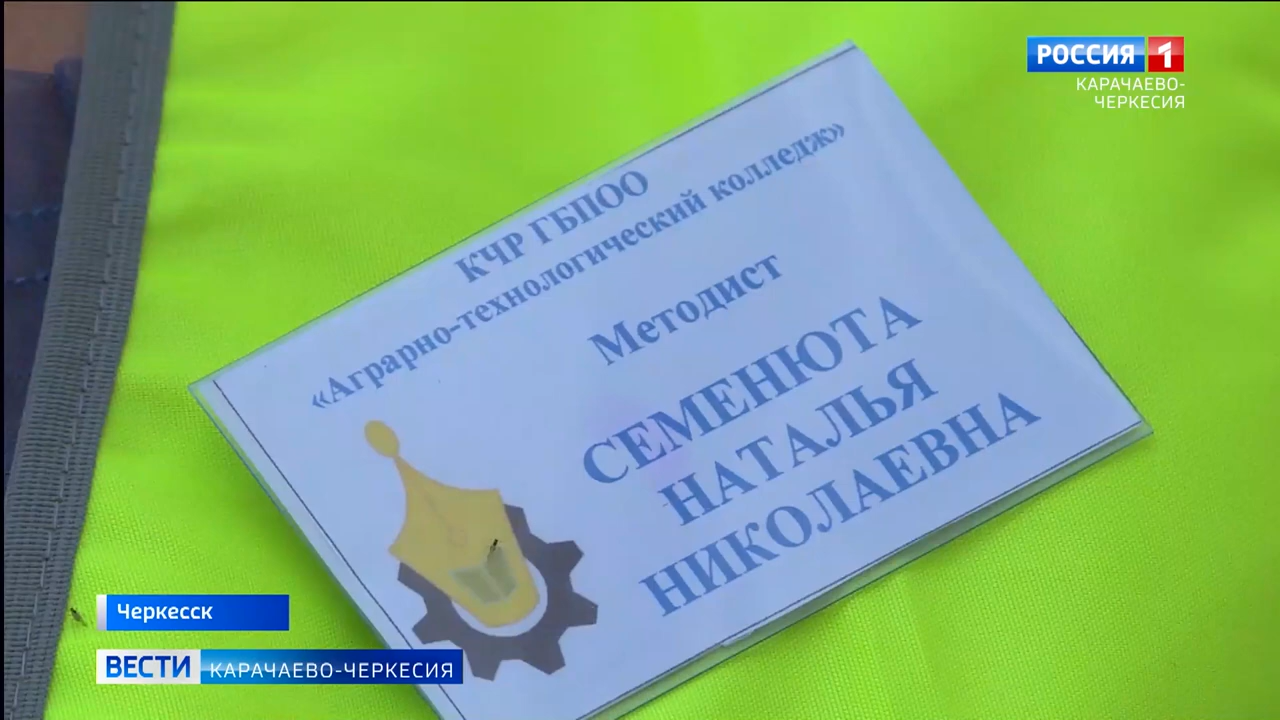 РОССИЯ 1
КАРАЧАЕВО-
ЧЕРКЕСИЯ
КЧР ГБПОО
«Аграрно-технологический колледж»
Методист
СЕМЕНЮТА
НАТАЛЬЯ
НИКОЛАЕВНА
Черкесск
ВЕСТИ КАРАЧАЕВО-ЧЕРКЕСИЯ